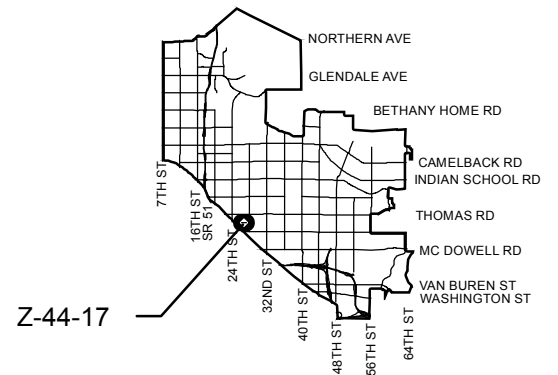 NORTHERN AVE
GLENDALE AVE
BETHANY HOME RD
CAMELBACK RD
INDIAN SCHOOL RD
THOMAS RD
MC DOWELL RD
VAN BUREN ST
WASHINGTON ST
7TH ST
16TH ST
SR 51
24TH ST
32ND ST
40TH ST
48TH ST
56TH ST
64TH ST
Z-44-17